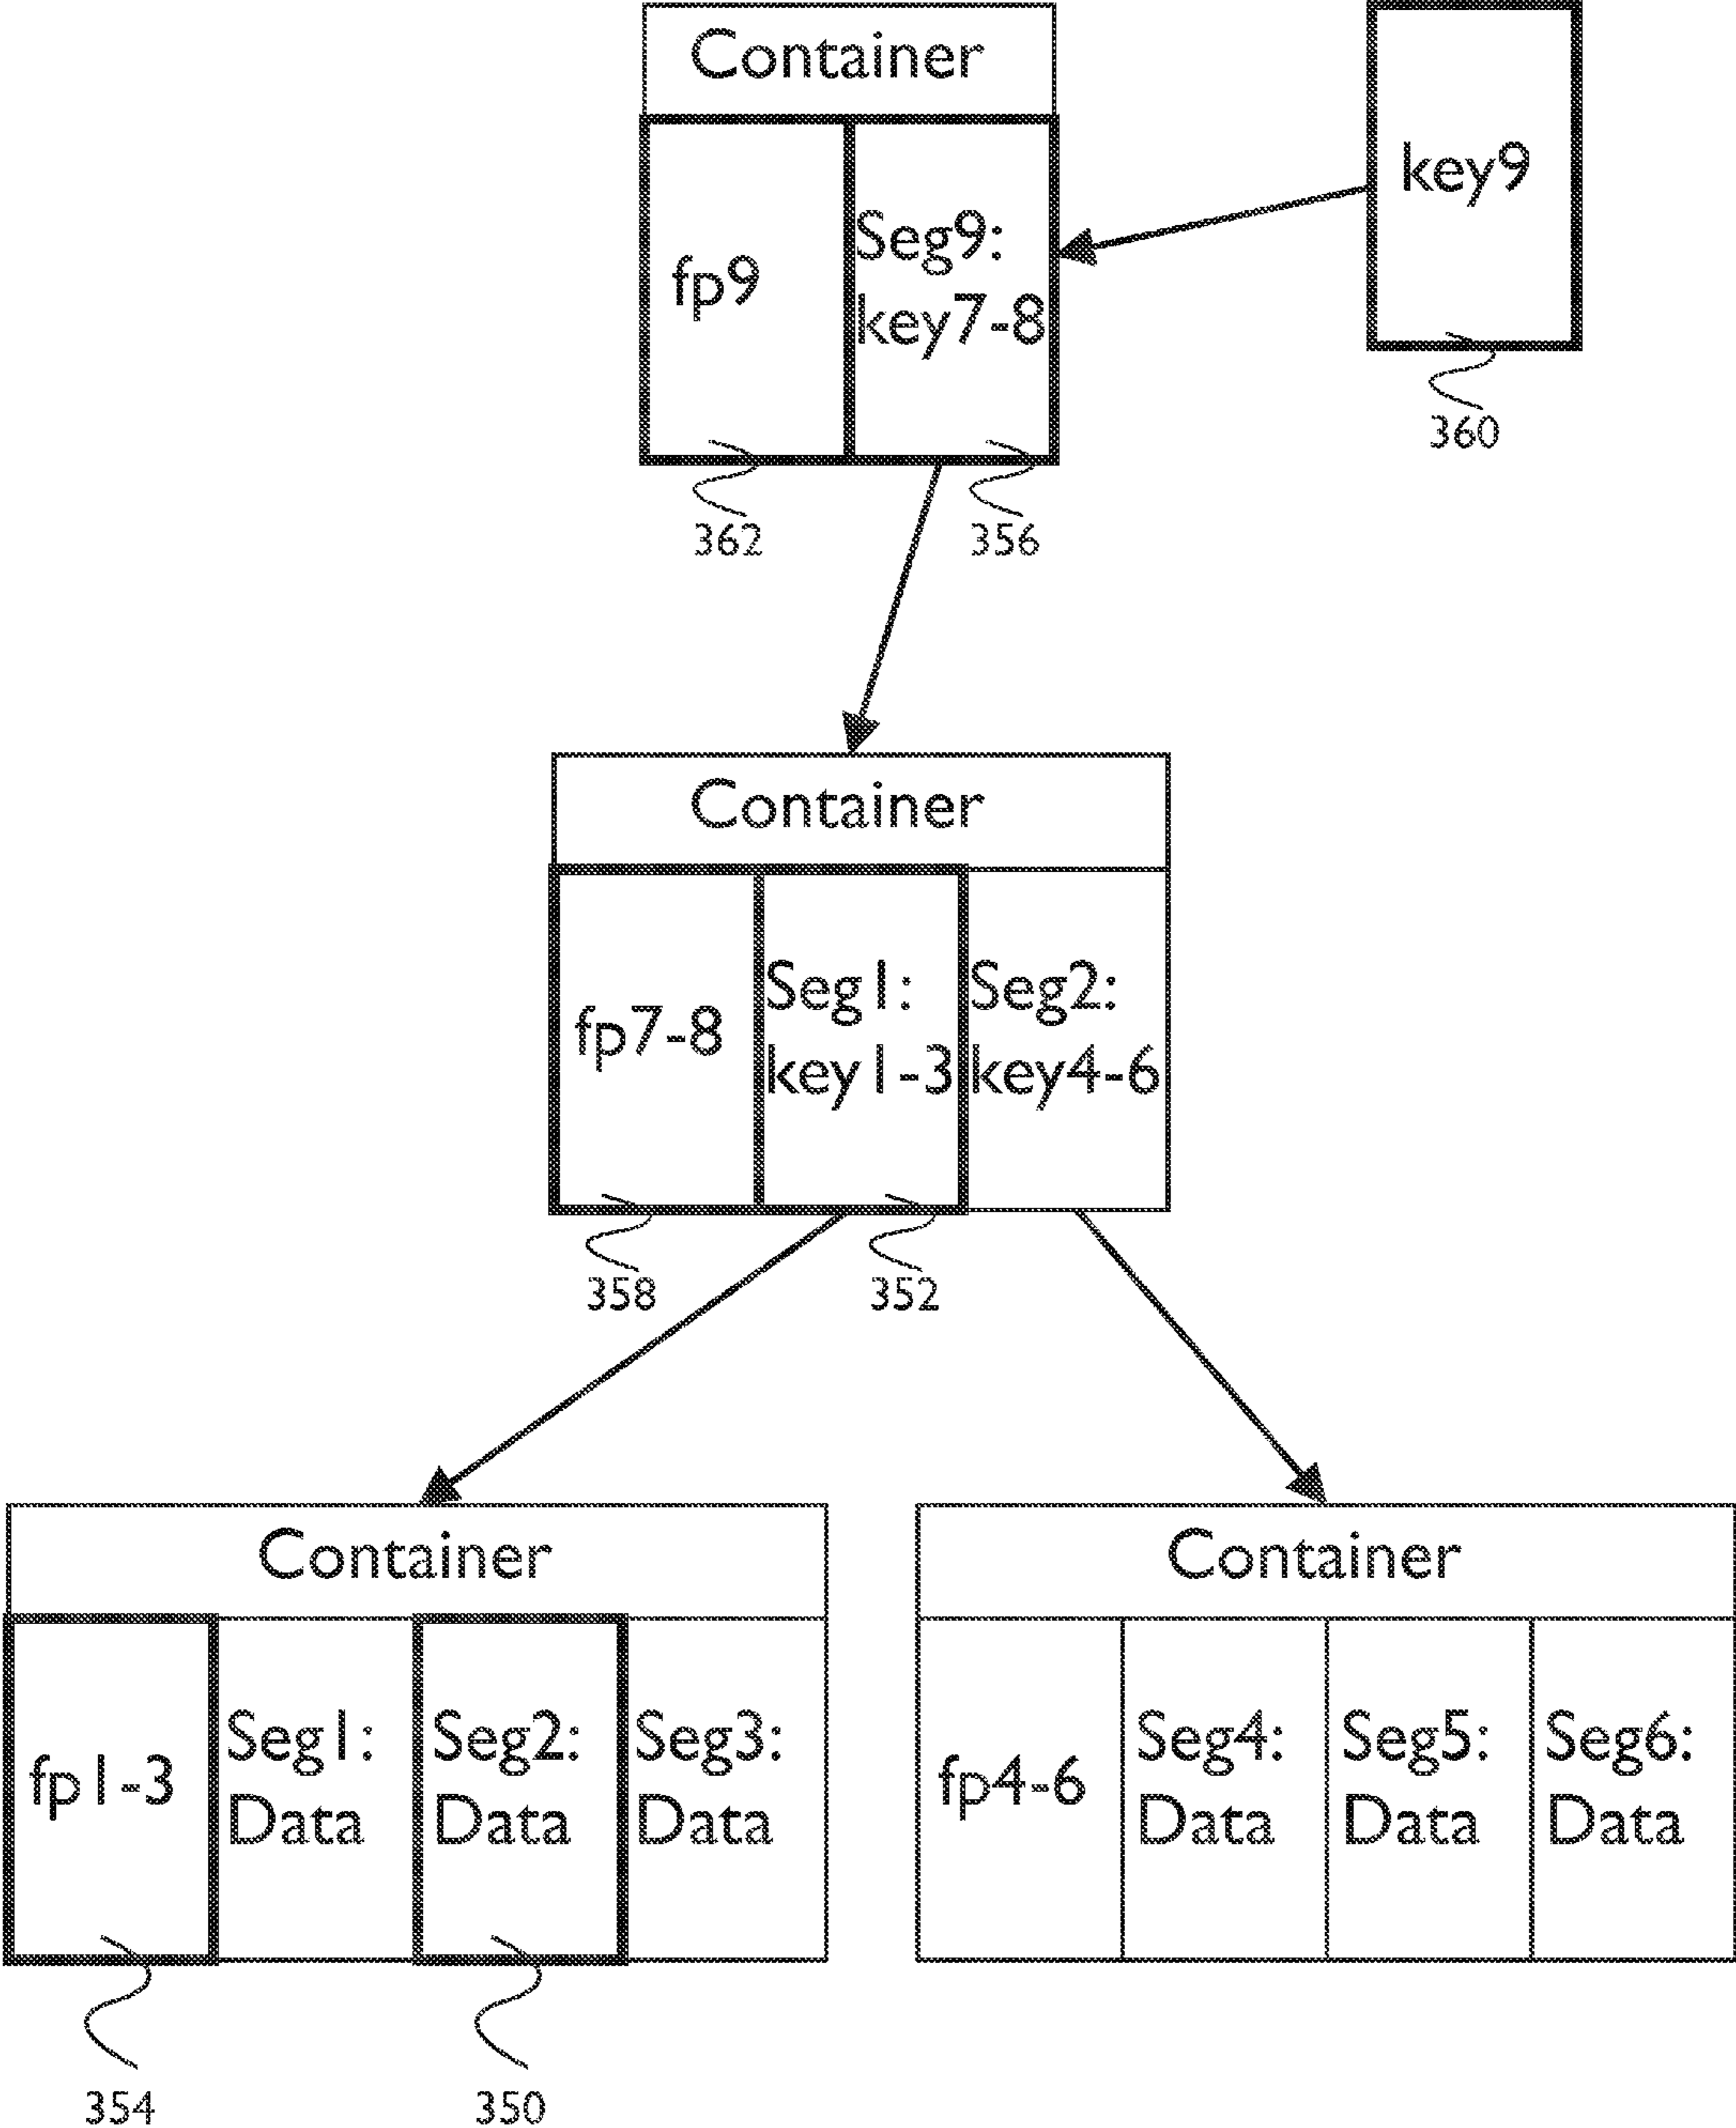 Container
key9
fp9
Seg9:
key7-8
360
362
356
Container
fp7-8
Seg1:
key1-3
Seg2:
key4-6
358
352
Container
fp1-3
Seg1:
Data
Seg2:
Data
Seg3:
Data
Container
fp4-6
Seg4:
Data
Seg5:
Data
Seg6:
Data
354
350